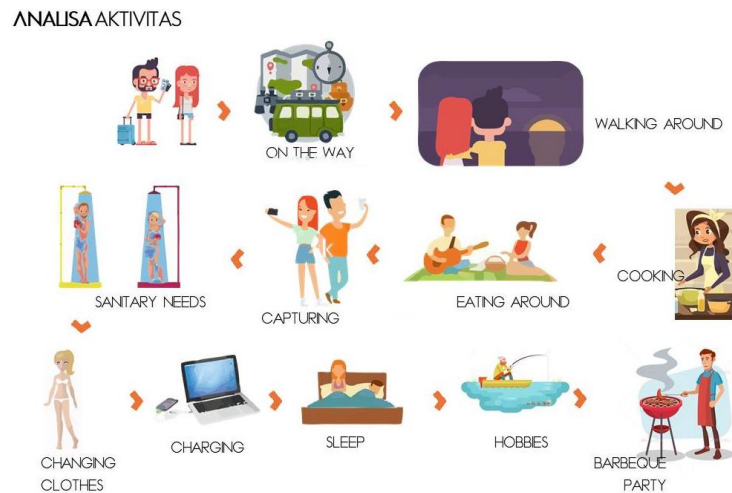 ANALISA AKTIVITAS
ON THE WAY
WALKING AROUND
COOKING
EATING AROUND
CAPTURING
SANITARY NEEDS
CHANGING
CLOTHES
CHARGING
SLEEP
HOBBIES
BARBEQUE
PARTY